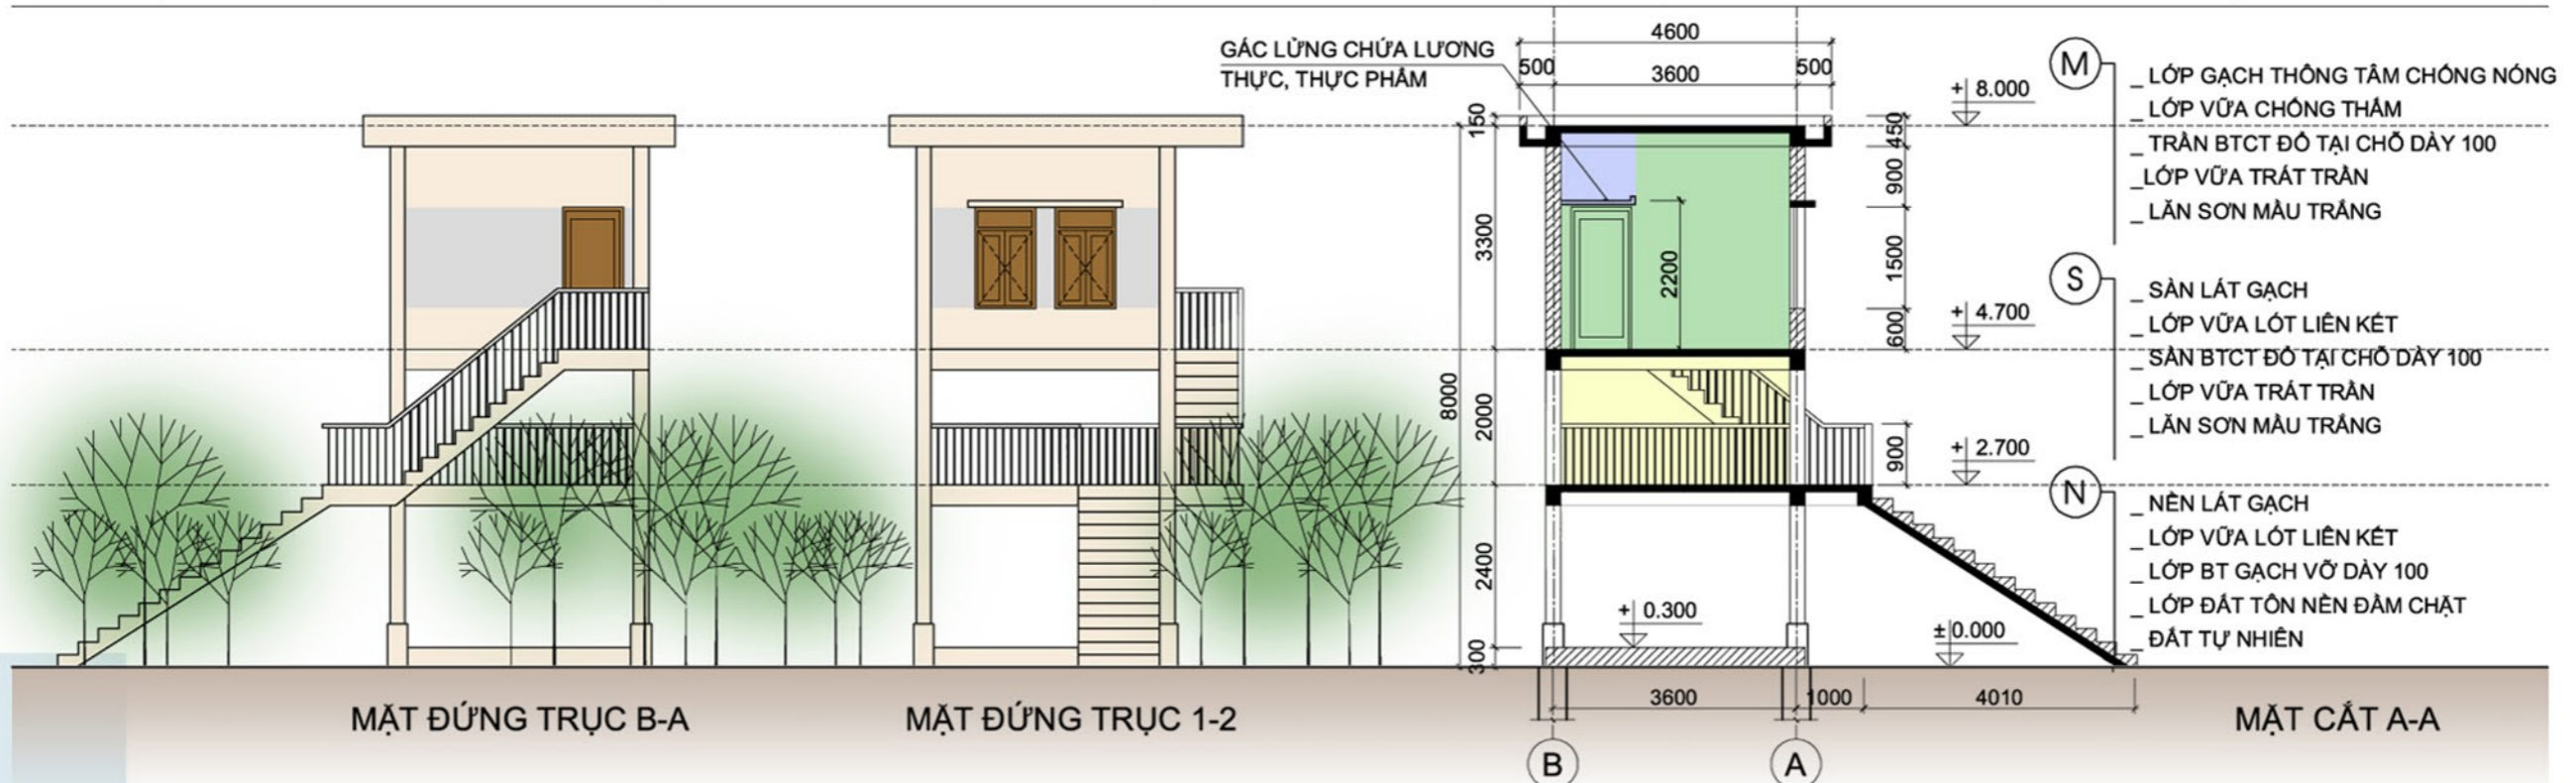 GÁC LỬNG CHỨA LƯƠNG
THỰC, THỰC PHẨM
4600
500
3600
500
150
3300
2000
2400
300
8000
2200
450
900
1500
600
900
+ 8.000
+ 4.700
+ 2.700
+ 0.300
±0.000
3600
1000
4010
B
A
M
_ LỚP GẠCH THÔNG TÂM CHỐNG NÓNG
_ LỚP VỮA CHỐNG THẤM
_ TRẦN BTCT ĐỔ TẠI CHỖ DÀY 100
_LỚP VỮA TRÁT TRẦN
_ LĂN SƠN MẦU TRẮNG
S
_ SÀN LÁT GẠCH
_ LỚP VỮA LÓT LIÊN KẾT
_ SÀN BTCT ĐỔ TẠI CHỖ DÀY 100
_ LỚP VỮA TRÁT TRẦN
_ LĂN SƠN MẦU TRẮNG
N
_ NỀN LÁT GẠCH
_ LỚP VỮA LÓT LIÊN KẾT
_ LỚP BT GẠCH VỠ DÀY 100
_ LỚP ĐẤT TÔN NỀN ĐẦM CHẶT
_ ĐẤT TỰ NHIÊN
MẶT ĐỨNG TRỤC B-A
MẶT ĐỨNG TRỤC 1-2
MẶT CẮT A-A